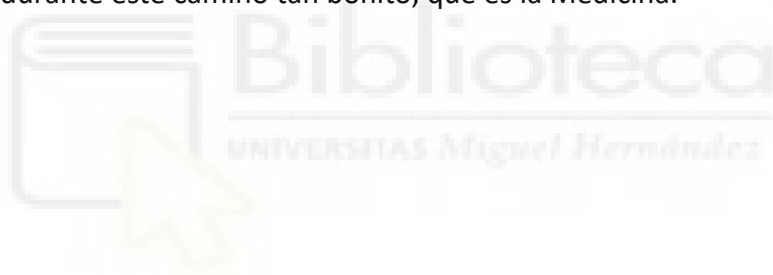 durante este camino tan bonito, que es la Medicina.
Biblioteca
UNIVERSITAS Miguel Hernández